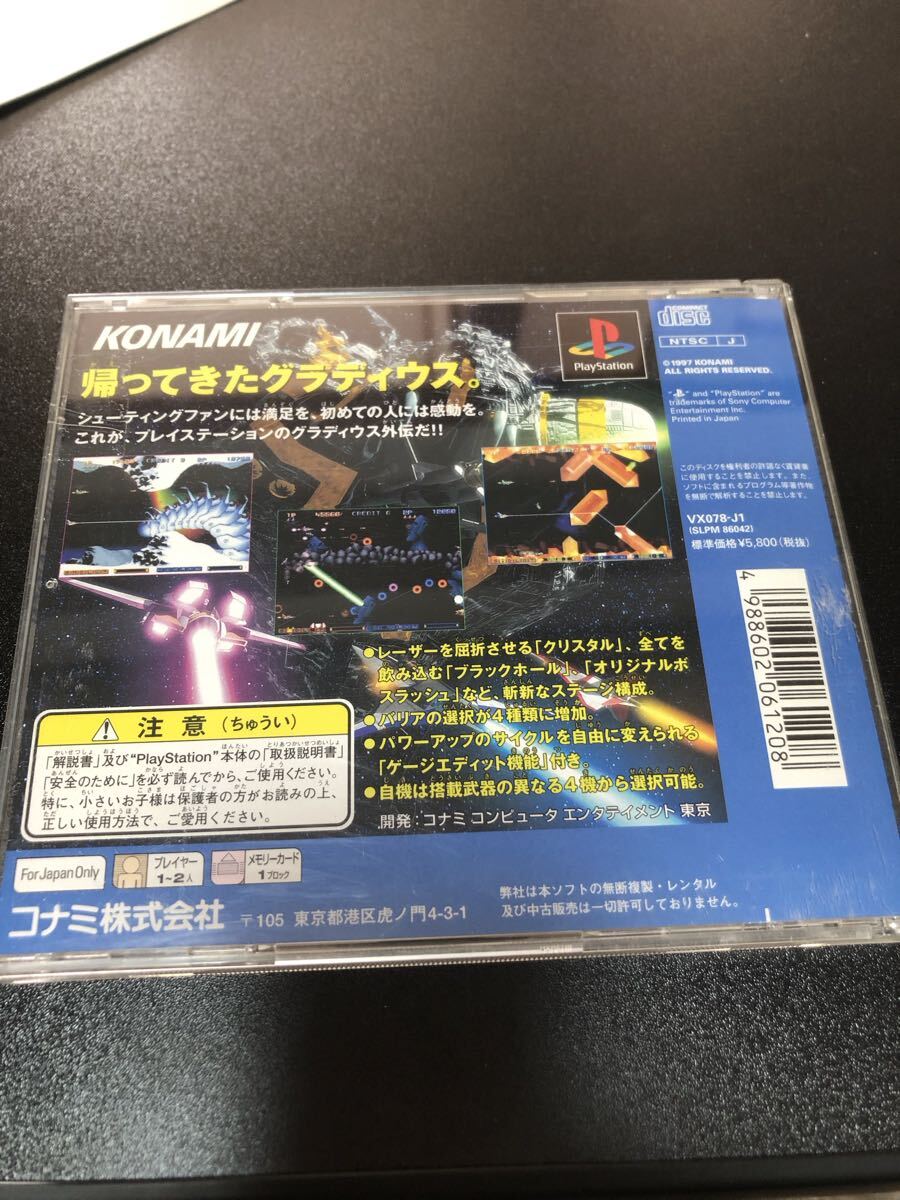 KONAMI
帰ってきたグラディウス。
シューティングファンには満足を、初めての人には感動を。
これが、プレイステーションのグラディウス外伝だ!!
PlayStation
COMPACT
disc
NTSC J
©1997 KONAMI
ALL RIGHTS RESERVED.
" " and "PlayStation" are
trademarks of Sony Computer
Entertainment Inc.
Printed in Japan
このディスクを権利者の許諾なく賃貸業
に使用することを禁止します。また、
ソフトに含まれるプログラム等著作物
を無断で解析することを禁止します。
VX078-J1
(SLPM 86042)
標準価格¥5,800(税抜)
4 988602 061208
1P 45560 CREDIT 6 2P
●レーザーを屈折させる「クリスタル」、全てを
飲み込む「ブラックホール」、「オリジナルボ
スラッシュ」など、斬新なステージ構成。
●バリアの選択が4種類に増加。
●パワーアップのサイクルを自由に変えられる
「ゲージエディット機能」付き。
●自機は搭載武器の異なる4機から選択可能。
開発:コナミ コンピュータ エンタテイメント 東京
注意(ちゅうい)
「解説書」及び"PlayStation"本体の「取扱説明書」
「安全のために」を必ず読んでから、ご使用ください。
特に、小さいお子様は保護者の方がお読みの上、
正しい使用方法で、ご愛用ください。
For Japan Only
プレイヤー
1~2人
メモリーカード
1ブロック
コナミ株式会社 〒105 東京都港区虎ノ門4-3-1
弊社は本ソフトの無断複製・レンタル
及び中古販売は一切許可しておりません。